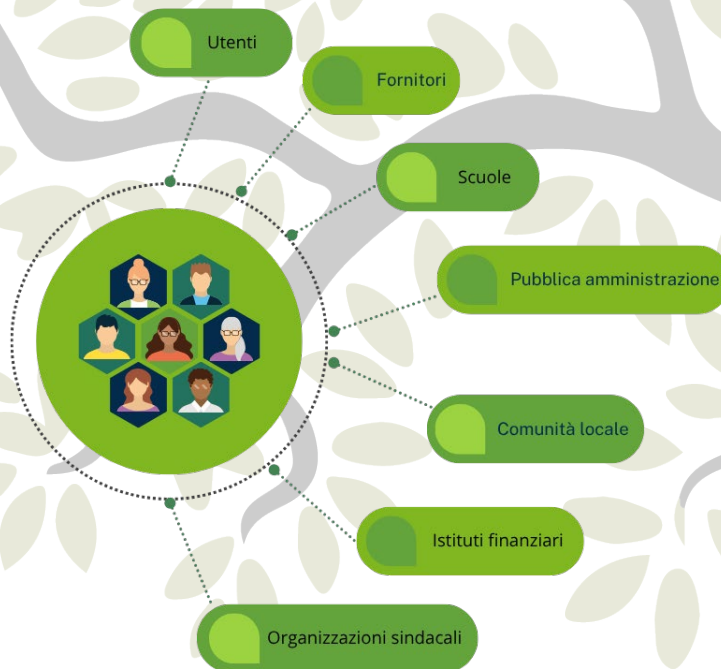 Utenti
Fornitori
Scuole
Pubblica amministrazione
Comunità locale
Istituti finanziari
Organizzazioni sindacali